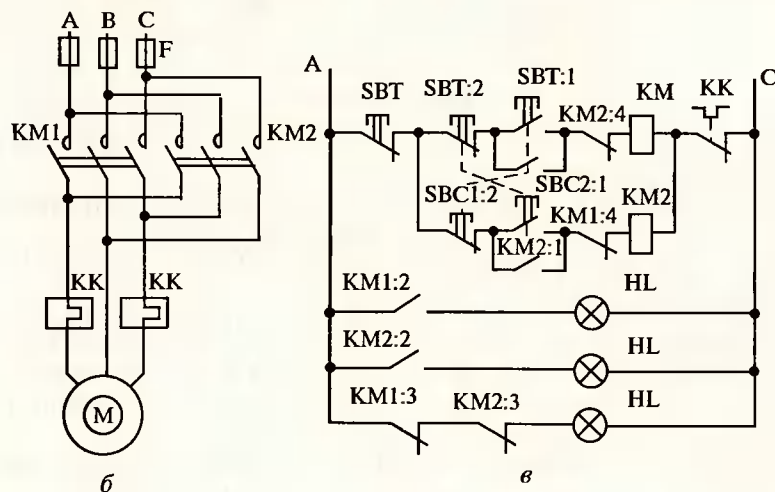 A B C
F
KM1
KM2
KK KK
M
б
A
C
SBT SBT:2 SBT:1 KM2:4 KM KK
SBC1:2 SBC2:1 KM1:4 KM2
KM2:1
KM1:2 HL
KM2:2 HL
KM1:3 KM2:3 HL
в